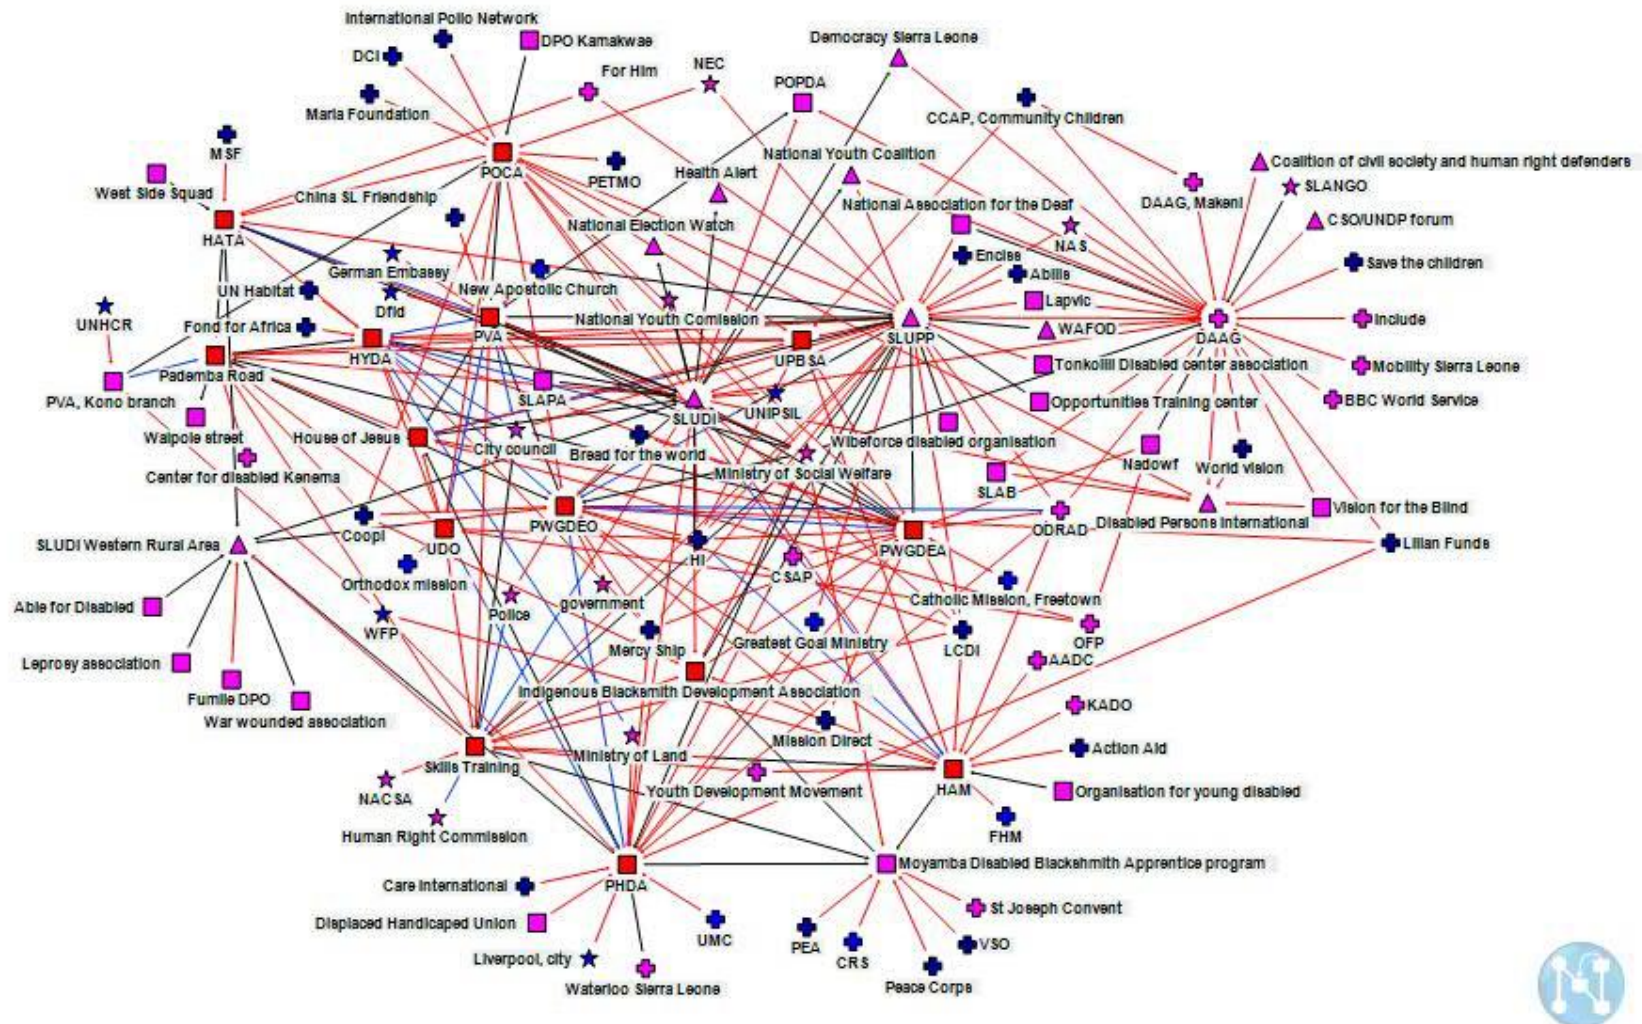 International Polio Network
DCI
DPO Kamakwae
For Him
NEC
Democracy Sierra Leone
Maria Foundation
POPDA
CCAP, Community Children
MSF
POCA
PETMO
Health Alert
National Youth Coalition
Coalition of civil society and human right defenders
SLANGO
West Side Squad
China SL Friendship
National Association for the Deaf
DAAG, Makeni
CSO/UNDP forum
HATA
National Election Watch
NAS
Enciss
Save the children
German Embassy
New Apostolic Church
Abilis
UN Habitat
Dfid
Lapvic
UNHCR
Fond for Africa
National Youth Comission
WAFOD
Include
PVA
HYDA
UPBSA
SLUPP
DAAG
Pademba Road
Tonkolili Disabled center association
Mobility Sierra Leone
PVA, Kono branch
SLAPA
SLUDI
UNIPSIL
Opportunities Training center
BBC World Service
Walpole street
House of Jesus
City council
Bread for the world
Wibeforce disabled organisation
Nadowf
World vision
Center for disabled Kenema
Ministry of Social Welfare
SLAB
Vision for the Blind
PWGDEO
Disabled Persons International
Coopi
UDO
PWGDEA
ODRAD
SLUDI Western Rural Area
HI
CSAP
Lilian Funds
Orthodox mission
Able for Disabled
Police
government
Catholic Mission, Freetown
WFP
Mercy Ship
Greatest Goal Ministry
LCDI
OFP
Leprosy association
AADC
Fumile DPO
Indigenous Blacksmith Development Association
War wounded association
KADO
Mission Direct
Action Aid
Skills Training
Ministry of Land
HAM
NACSA
Youth Development Movement
Organisation for young disabled
Human Right Commission
FHM
Moyamba Disabled Blackshmith Apprentice program
Care International
PHDA
St Joseph Convent
Displaced Handicaped Union
UMC
PEA
CRS
VSO
Liverpool, city
Waterloo Sierra Leone
Peace Corps